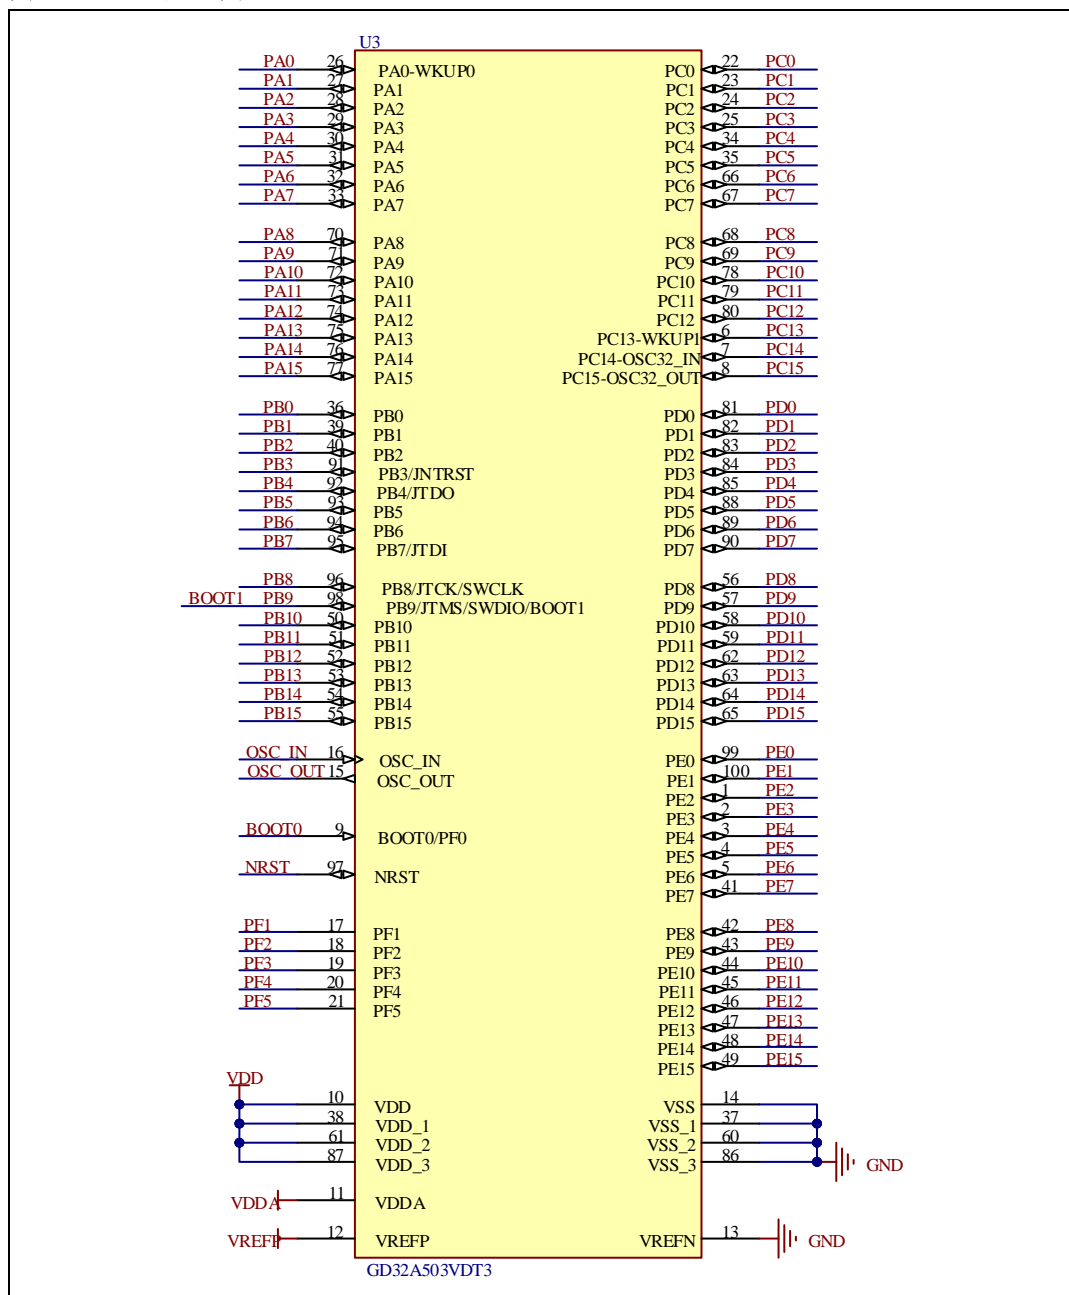 U3
PA0 26 PA0-WKUP0 PC0 22 PC0
PA1 27 PA1 PC1 23 PC1
PA2 28 PA2 PC2 24 PC2
PA3 29 PA3 PC3 25 PC3
PA4 30 PA4 PC4 34 PC4
PA5 31 PA5 PC5 35 PC5
PA6 32 PA6 PC6 66 PC6
PA7 33 PA7 PC7 67 PC7
PA8 70 PA8 PC8 68 PC8
PA9 71 PA9 PC9 69 PC9
PA10 72 PA10 PC10 78 PC10
PA11 73 PA11 PC11 79 PC11
PA12 74 PA12 PC12 80 PC12
PA13 75 PA13 PC13-WKUP1 6 PC13
PA14 76 PA14 PC14-OSC32_IN 7 PC14
PA15 77 PA15 PC15-OSC32_OUT 8 PC15
PB0 36 PB0 PD0 81 PD0
PB1 39 PB1 PD1 82 PD1
PB2 40 PB2 PD2 83 PD2
PB3 91 PB3/JNTRST PD3 84 PD3
PB4 92 PB4/JTDO PD4 85 PD4
PB5 93 PB5 PD5 88 PD5
PB6 94 PB6 PD6 89 PD6
PB7 95 PB7/JTDI PD7 90 PD7
PB8 96 PB8/JTCK/SWCLK PD8 56 PD8
BOOT1 PB9 98 PB9/JTMS/SWDIO/BOOT1 PD9 57 PD9
PB10 50 PB10 PD10 58 PD10
PB11 51 PB11 PD11 59 PD11
PB12 52 PB12 PD12 62 PD12
PB13 53 PB13 PD13 63 PD13
PB14 54 PB14 PD14 64 PD14
PB15 55 PB15 PD15 65 PD15
OSC_IN 16 OSC_IN PE0 99 PE0
OSC_OUT 15 OSC_OUT PE1 100 PE1
PE2 1 PE2
PE3 2 PE3
BOOT0 9 BOOT0/PF0 PE4 3 PE4
PE5 4 PE5
NRST 97 NRST PE6 5 PE6
PE7 41 PE7
PF1 17 PF1 PE8 42 PE8
PF2 18 PF2 PE9 43 PE9
PF3 19 PF3 PE10 44 PE10
PF4 20 PF4 PE11 45 PE11
PF5 21 PF5 PE12 46 PE12
PE13 47 PE13
PE14 48 PE14
PE15 49 PE15
VDD
10 VDD VSS 14
38 VDD_1 VSS_1 37
61 VDD_2 VSS_2 60
87 VDD_3 VSS_3 86 GND
VDDA 11 VDDA
VREFP 12 VREFP VREFN 13 GND
GD32A503VDT3